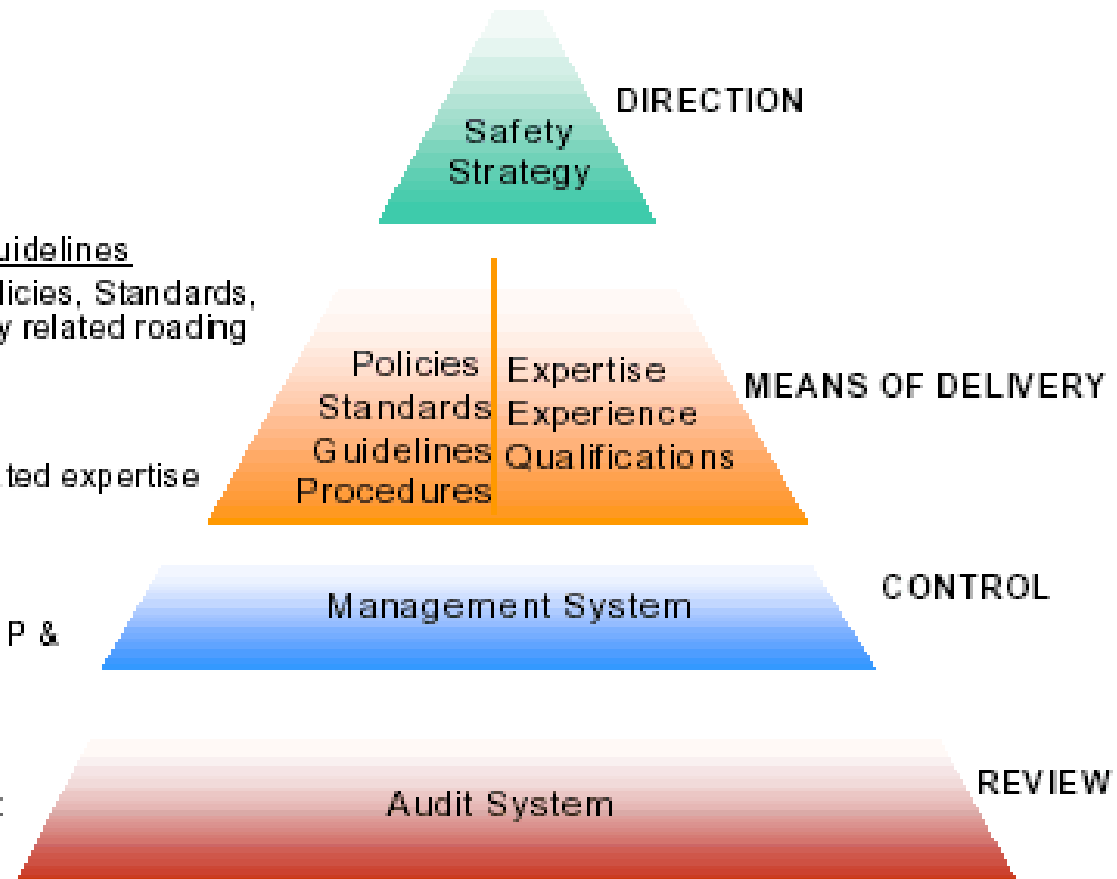 DIRECTION
Safety
Strategy
uidelines
licies, Standards,
y related roading
Policies
Standards
Guidelines
Procedures
Expertise
Experience
Qualifications
MEANS OF DELIVERY
ted expertise
CONTROL
Management System
P &
REVIEW
Audit System